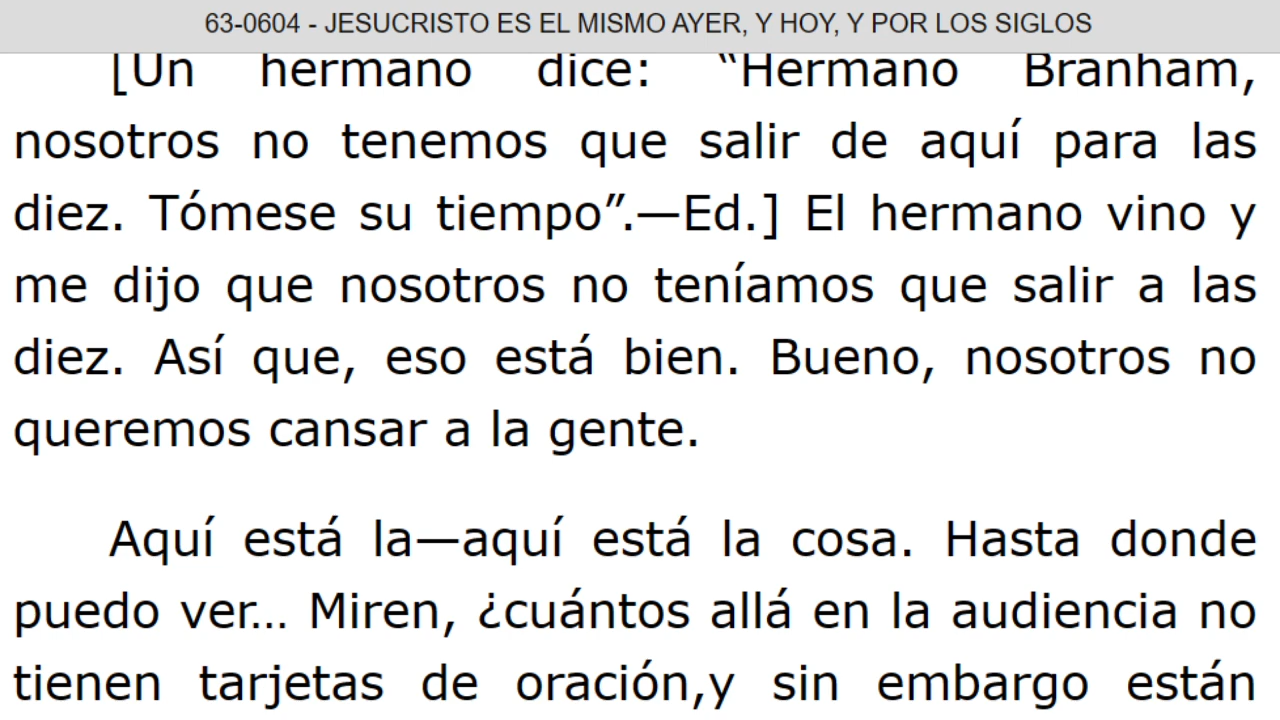 63-0604 - JESUCRISTO ES EL MISMO AYER, Y HOY, Y POR LOS SIGLOS
[Un hermano dice: “Hermano Branham,
nosotros no tenemos que salir de aquí para las
diez. Tómese su tiempo”.—Ed.] El hermano vino y
me dijo que nosotros no teníamos que salir a las
diez. Así que, eso está bien. Bueno, nosotros no
queremos cansar a la gente.
Aquí está la—aquí está la cosa. Hasta donde
puedo ver... Miren, ¿cuántos allá en la audiencia no
tienen tarjetas de oración,y sin embargo están